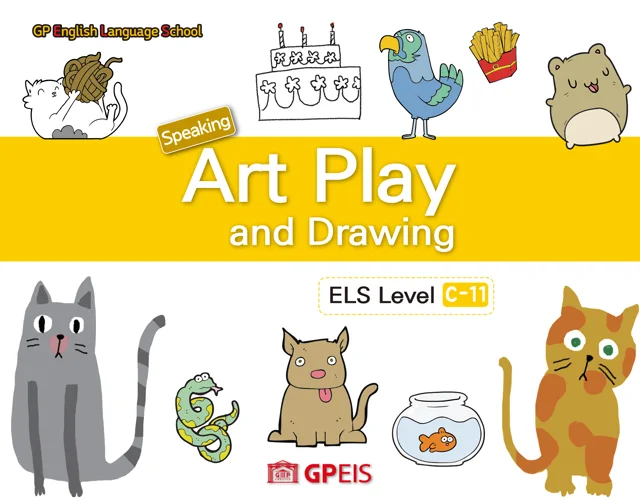 GP English Language School
Speaking
Art Play
and Drawing
ELS Level C-11
GPEIS